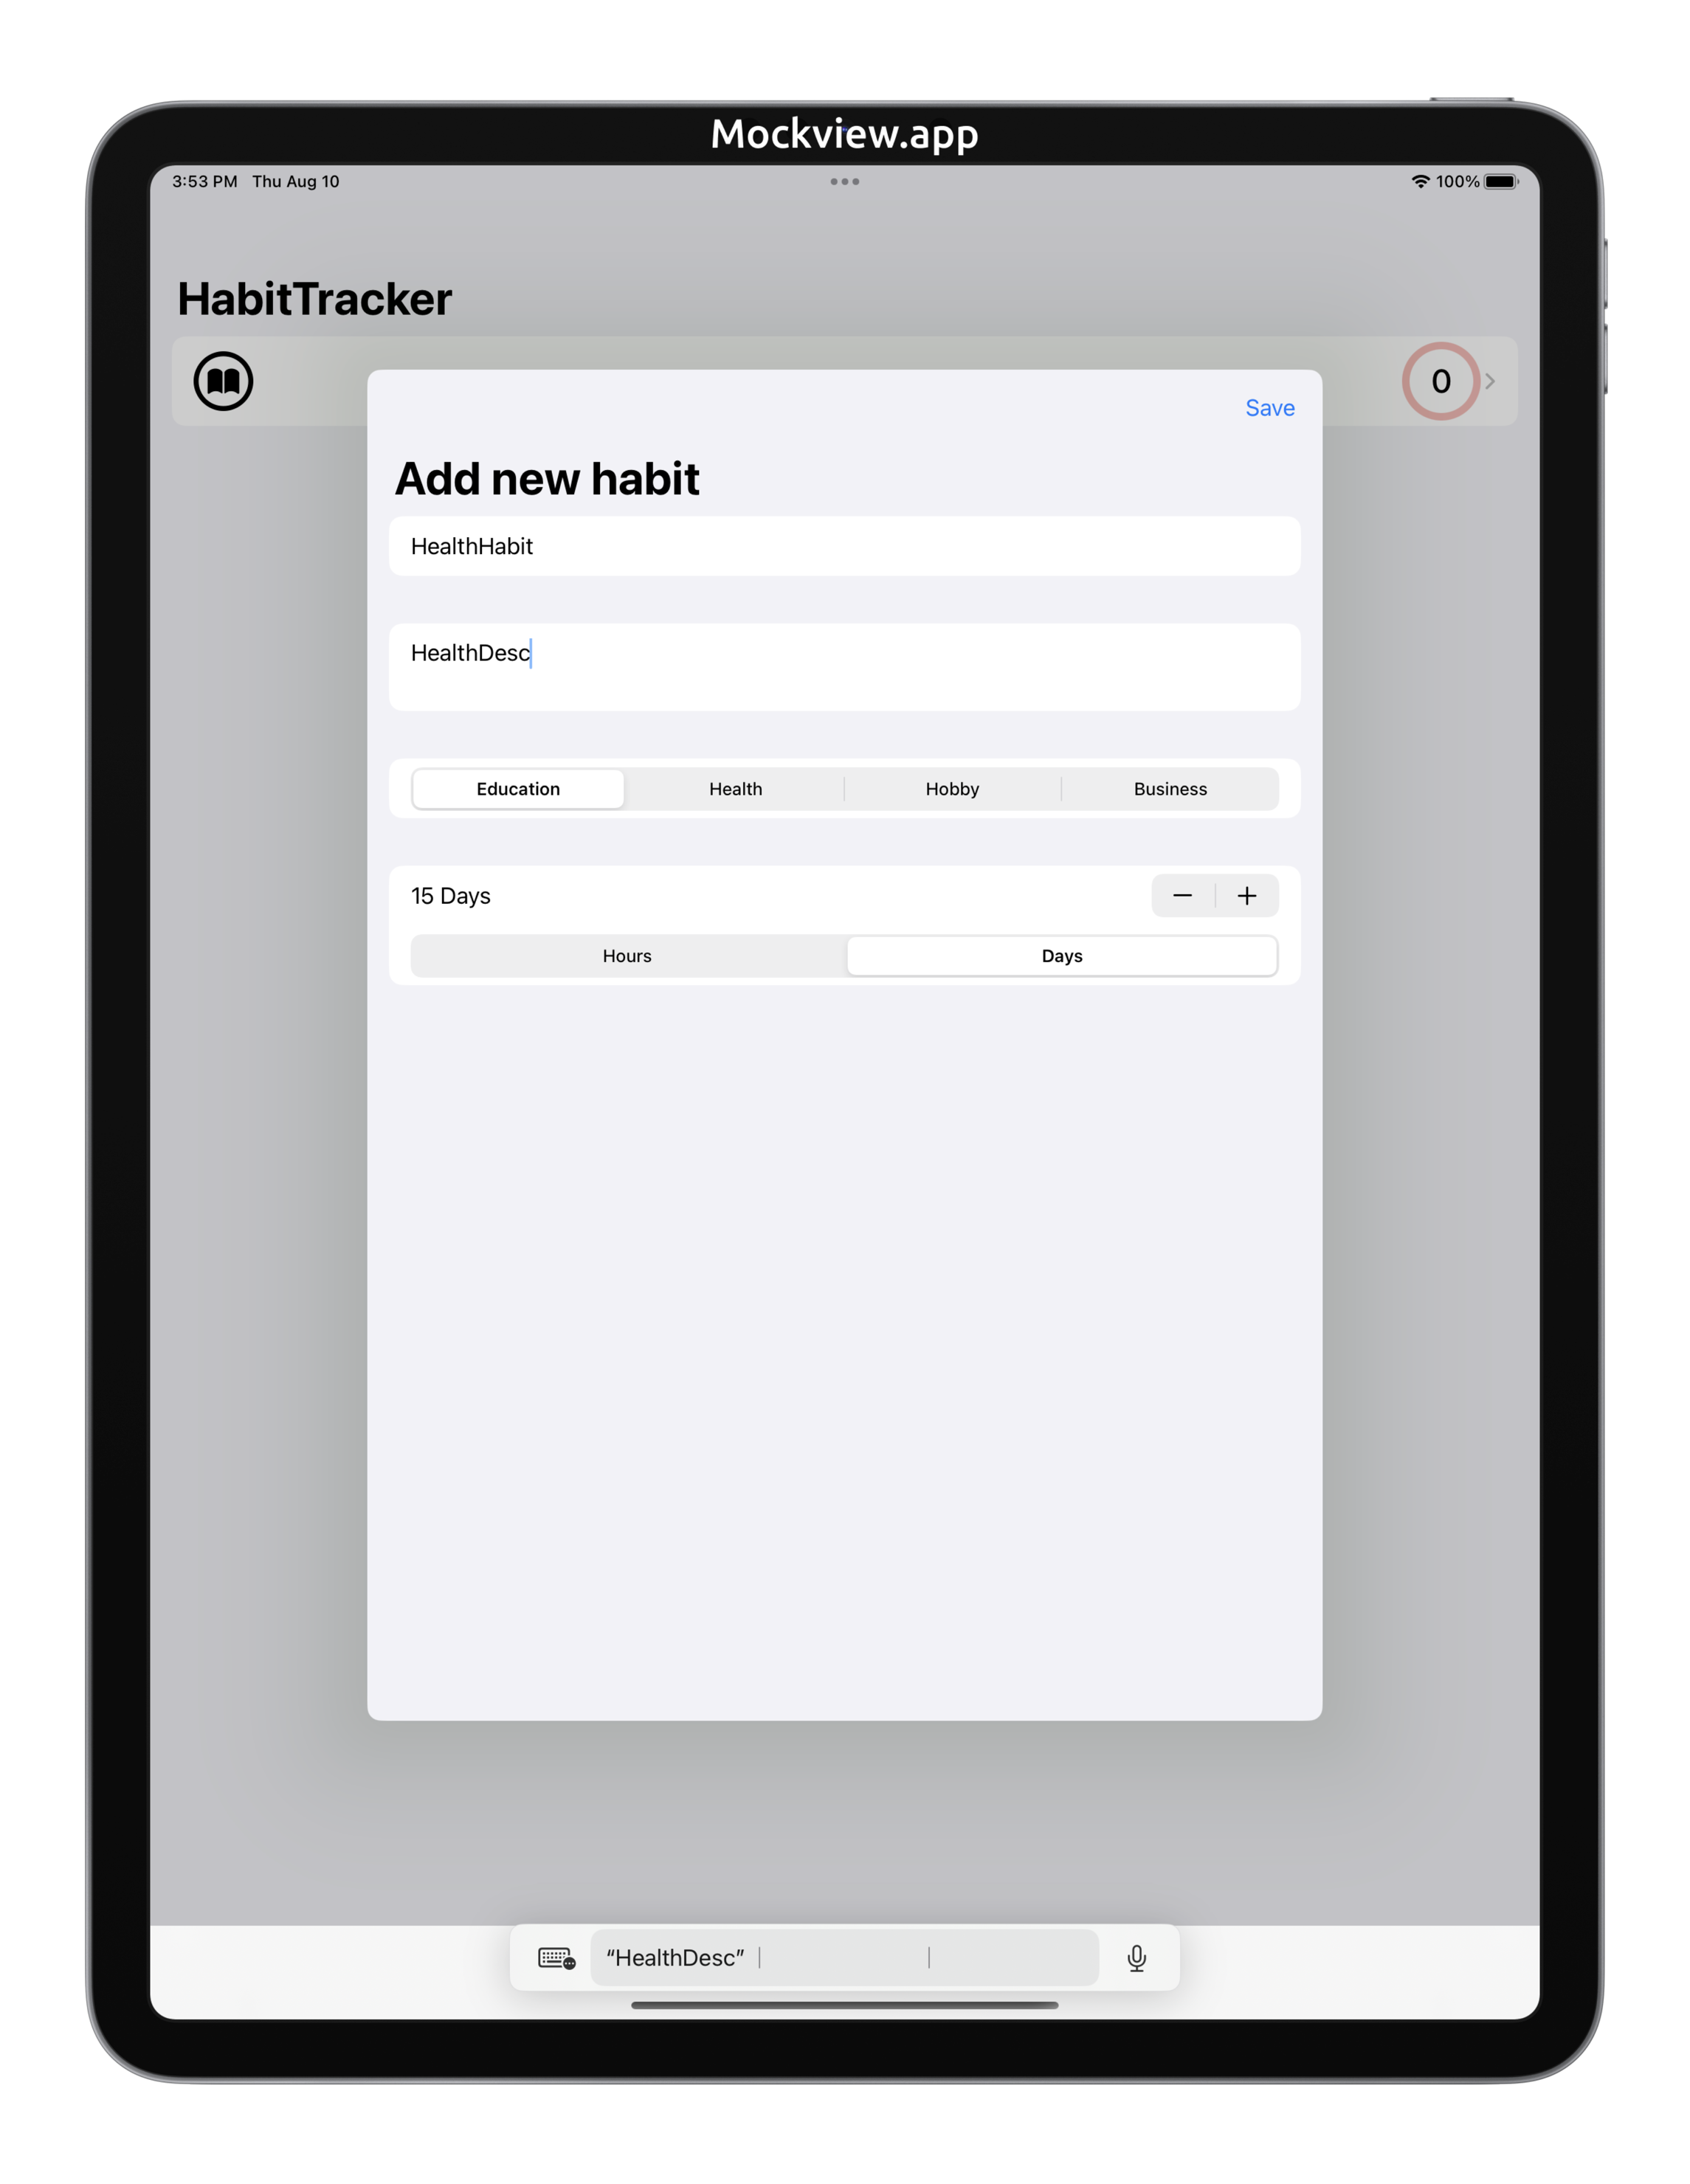 Mockview.app
3:53 PM Thu Aug 10
100%
HabitTracker
0
Save
Add new habit
HealthHabit
HealthDesc
Education Health Hobby Business
15 Days
Hours Days
“HealthDesc”